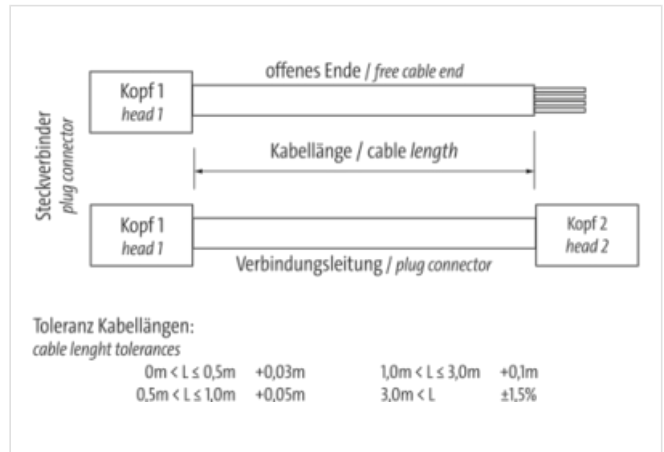 offenes Ende / free cable end
Kopf 1
head 1
Steckverbinder
plug connector
Kabellänge / cable length
Kopf 1
head 1
Kopf 2
head 2
Verbindungsleitung / plug connector
Toleranz Kabellängen:
cable lenght tolerances
0m < L ≤ 0,5m +0,03m 1,0m < L ≤ 3,0m +0,1m
0,5m < L ≤ 1,0m +0,05m 3,0m < L ±1,5%